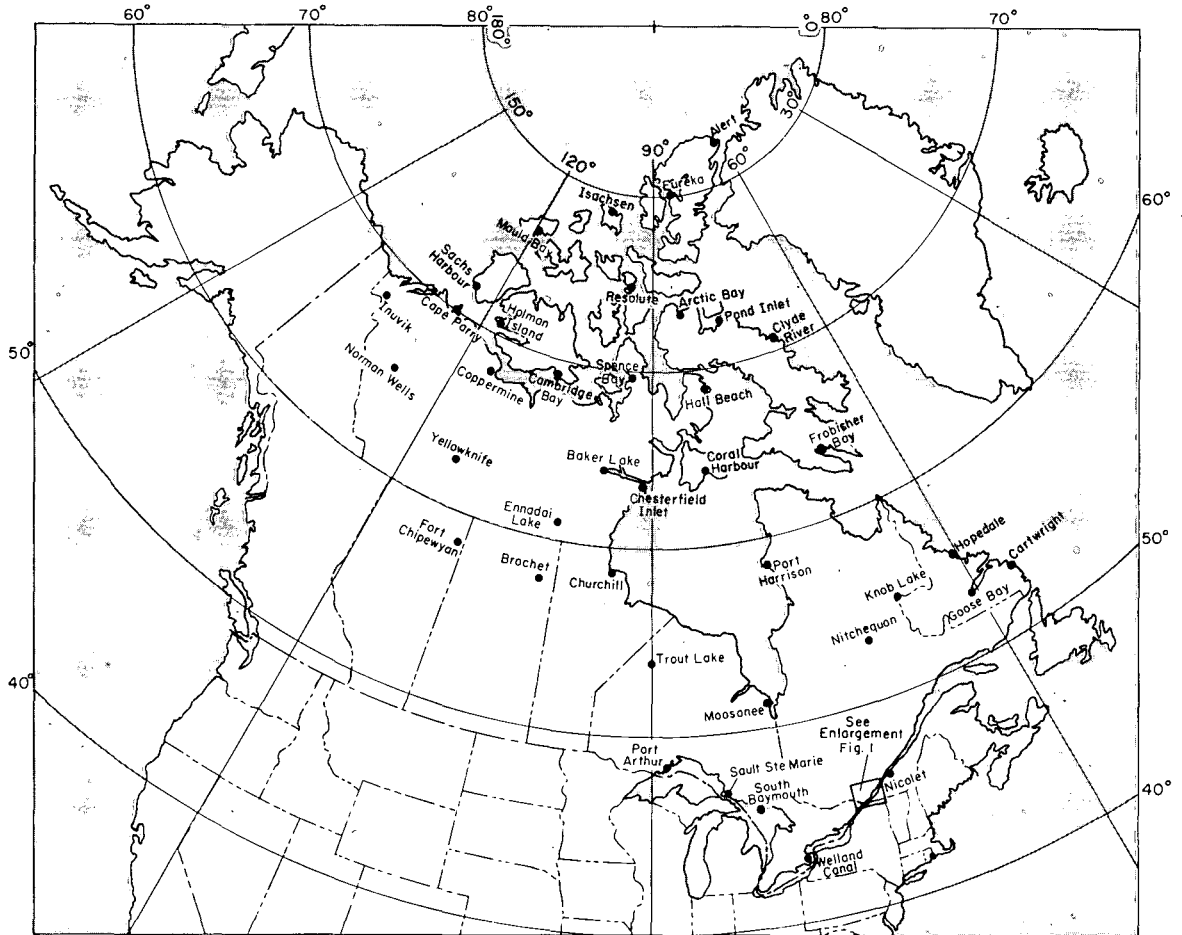 60°
70°
80°
180°
0°
80°
70°
150°
30°
Alert
90°
60°
120°
Eureka
Isachsen
60°
Mould Bay
Sachs
Harbour
Resolute
Arctic Bay
Pond Inlet
Holman
Island
Cape Parry
Clyde
River
Inuvik
50°
Norman Wells
Spence
Bay
Coppermine
Cambridge
Bay
Hall Beach
Frobisher
Bay
Yellowknife
Baker Lake
Coral
Harbour
Chesterfield
Inlet
Ennadai
Lake
50°
Fort
Chipewyan
Hopedale
Cartwright
Brochet
Churchill
Port
Harrison
Knob Lake
Goose Bay
Nitchequon
Trout Lake
40°
Moosonee
See
Enlargement
Fig. 1
Port
Arthur
Sault Ste Marie
South
Baymouth
Nicolet
40°
Welland
Canal